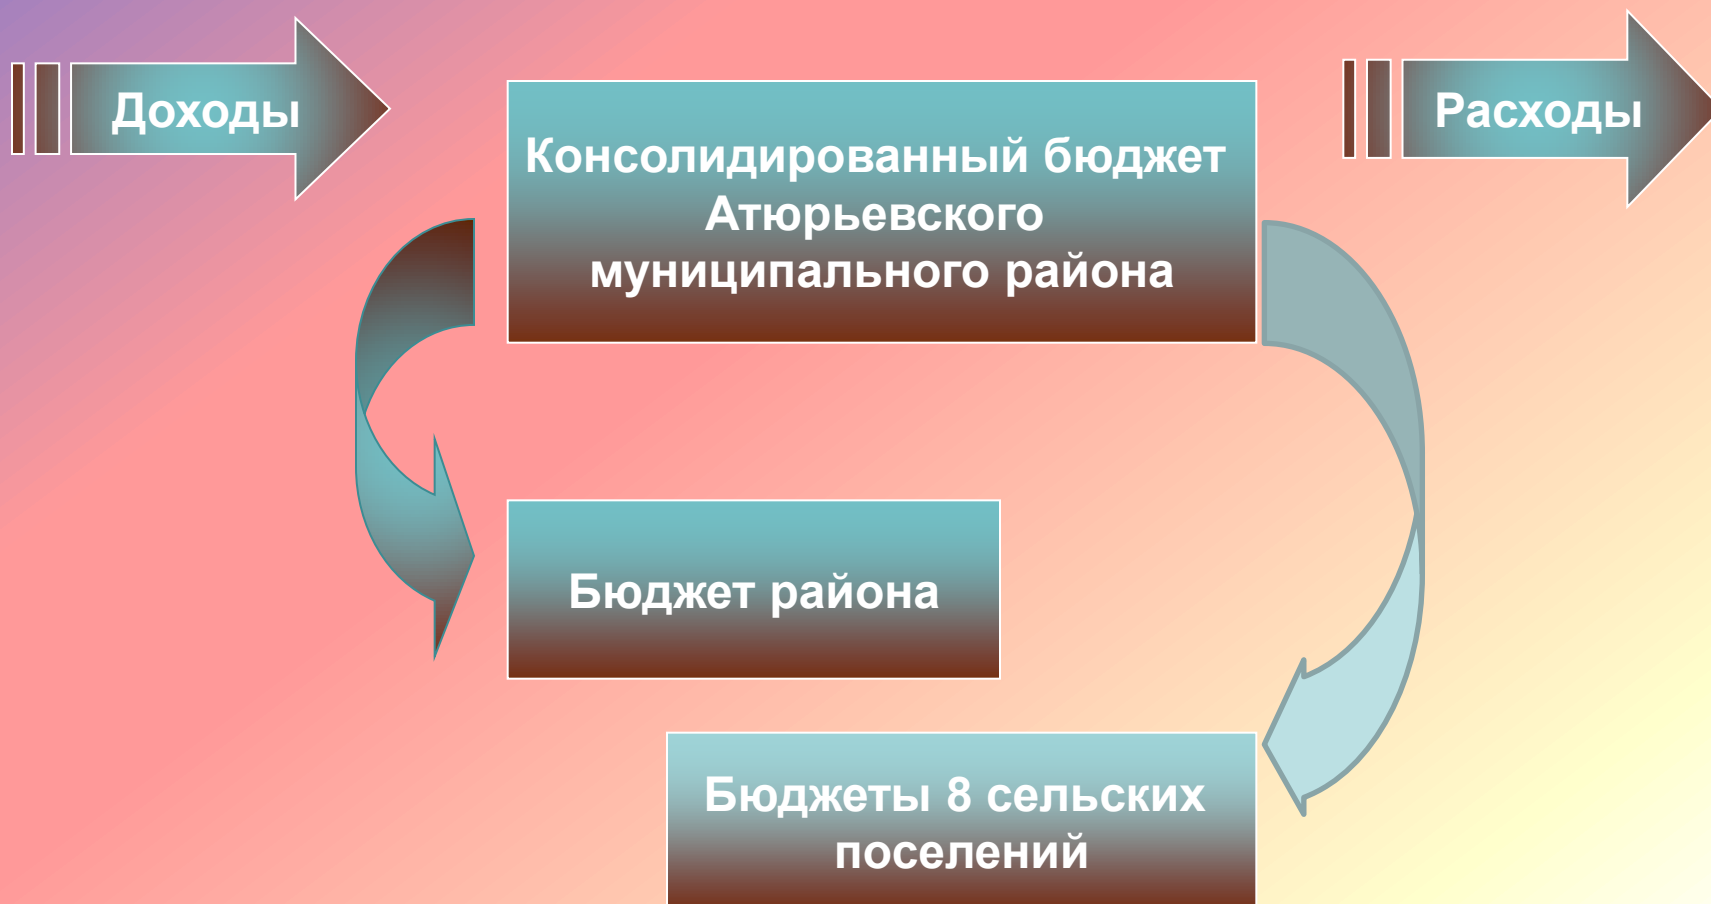 Доходы
Консолидированный бюджет
Атюрьевского
муниципального района
Расходы
Бюджет района
Бюджеты 8 сельских
поселений